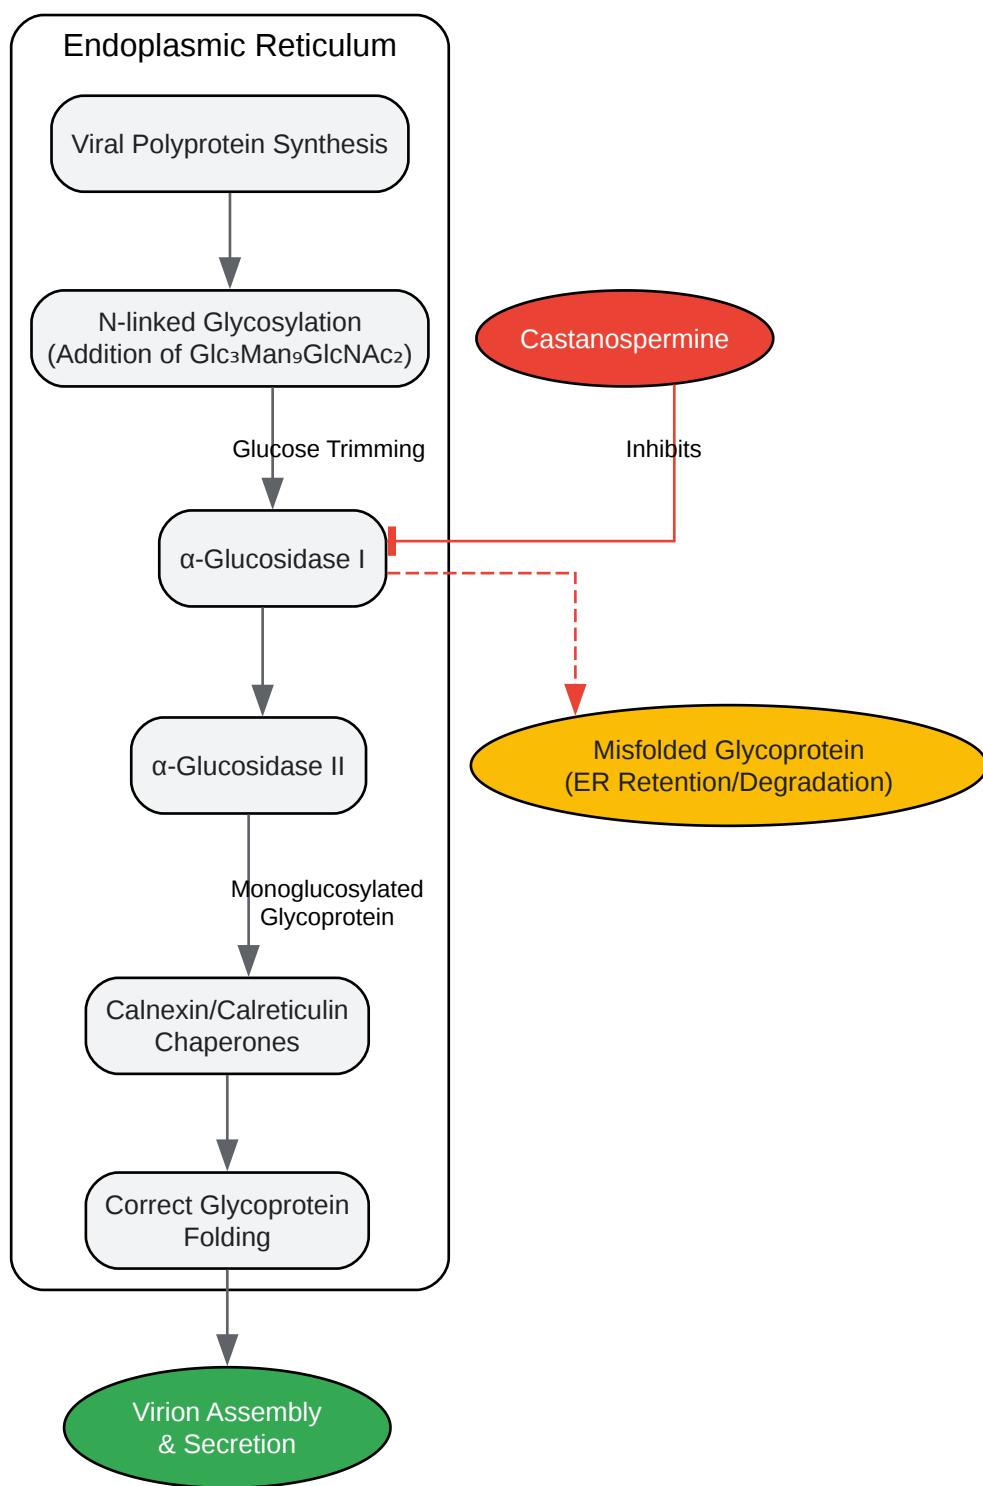 Endoplasmic Reticulum
Viral Polyprotein Synthesis
N-linked Glycosylation
(Addition of Glc₃Man₉GlcNAc₂)
Castanospermine
Glucose Trimming
Inhibits
α-Glucosidase I
α-Glucosidase II
Misfolded Glycoprotein
(ER Retention/Degradation)
Monoglucosylated
Glycoprotein
Calnexin/Calreticulin
Chaperones
Correct Glycoprotein
Folding
Virion Assembly
& Secretion